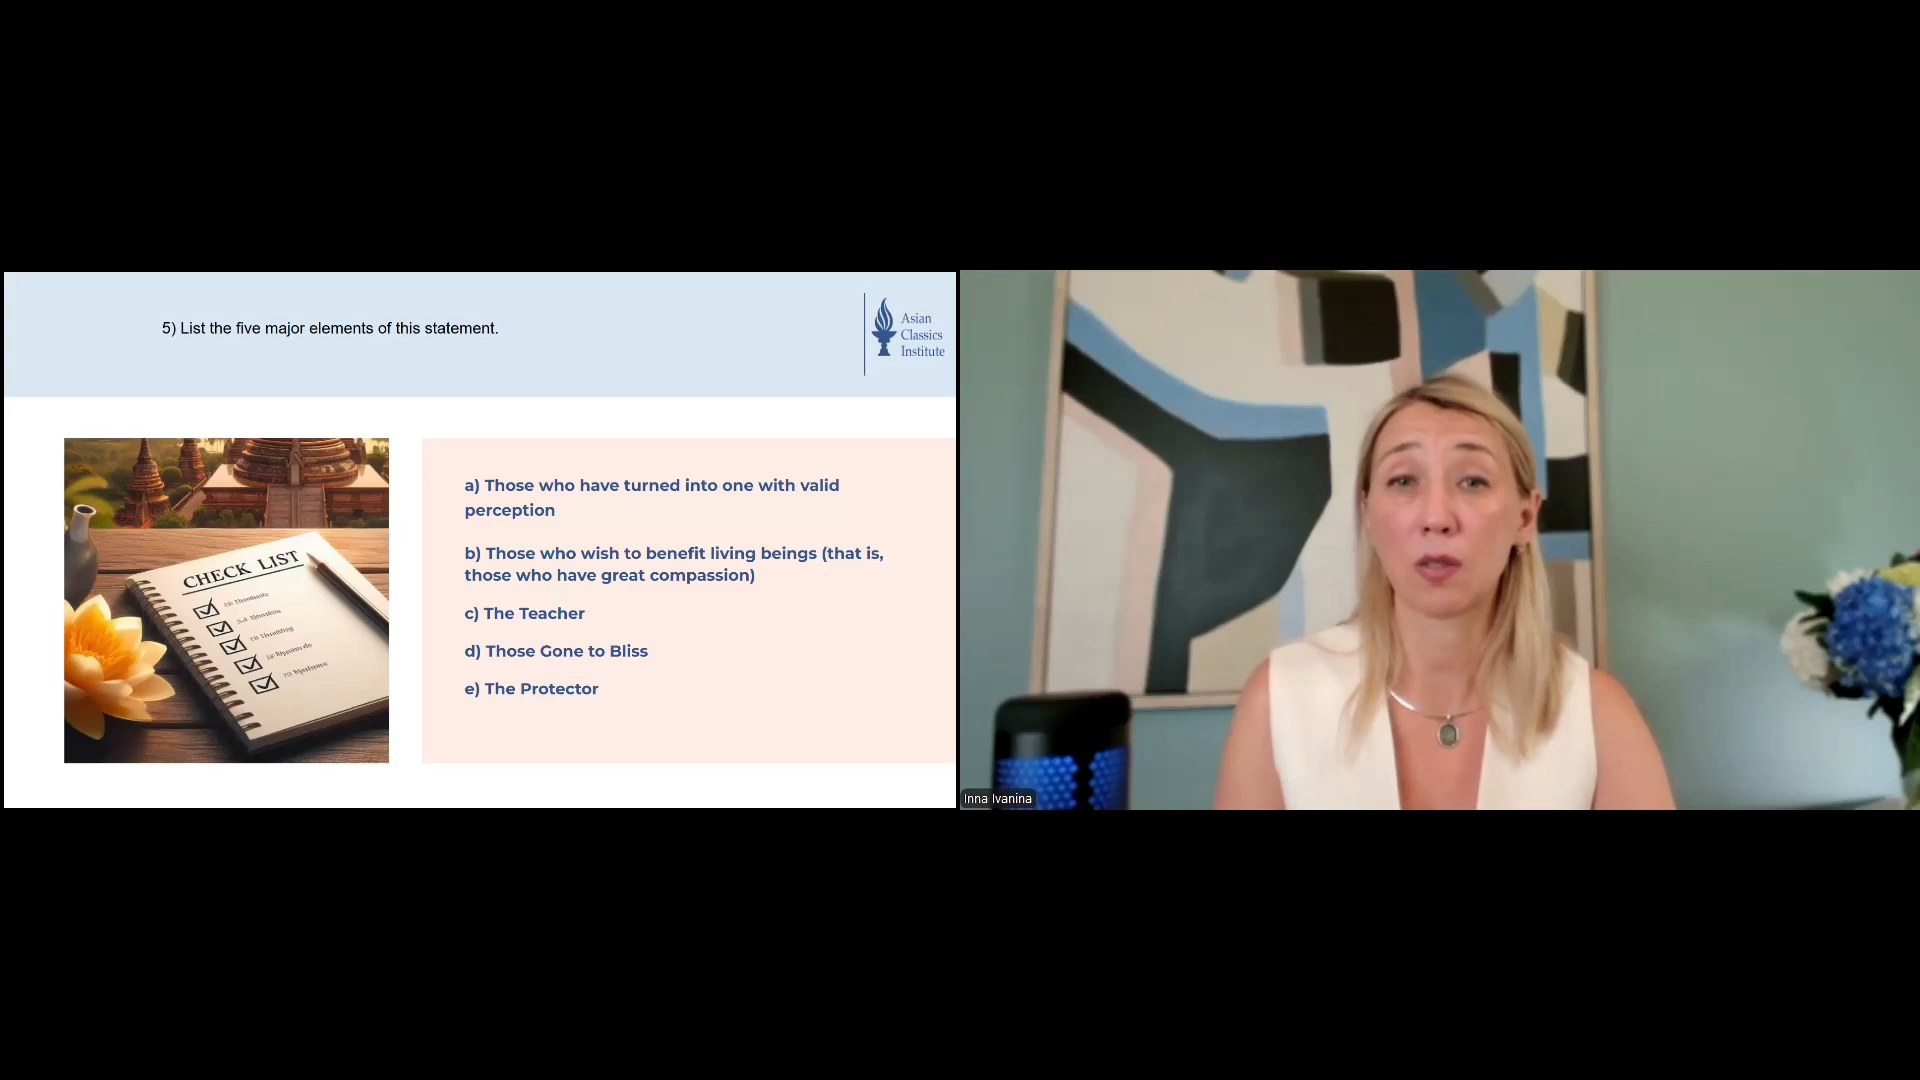 5) List the five major elements of this statement.
Asian
Classics
Institute
CHECK LIST
a) Those who have turned into one with valid
perception
b) Those who wish to benefit living beings (that is,
those who have great compassion)
c) The Teacher
d) Those Gone to Bliss
e) The Protector
Inna Ivanina